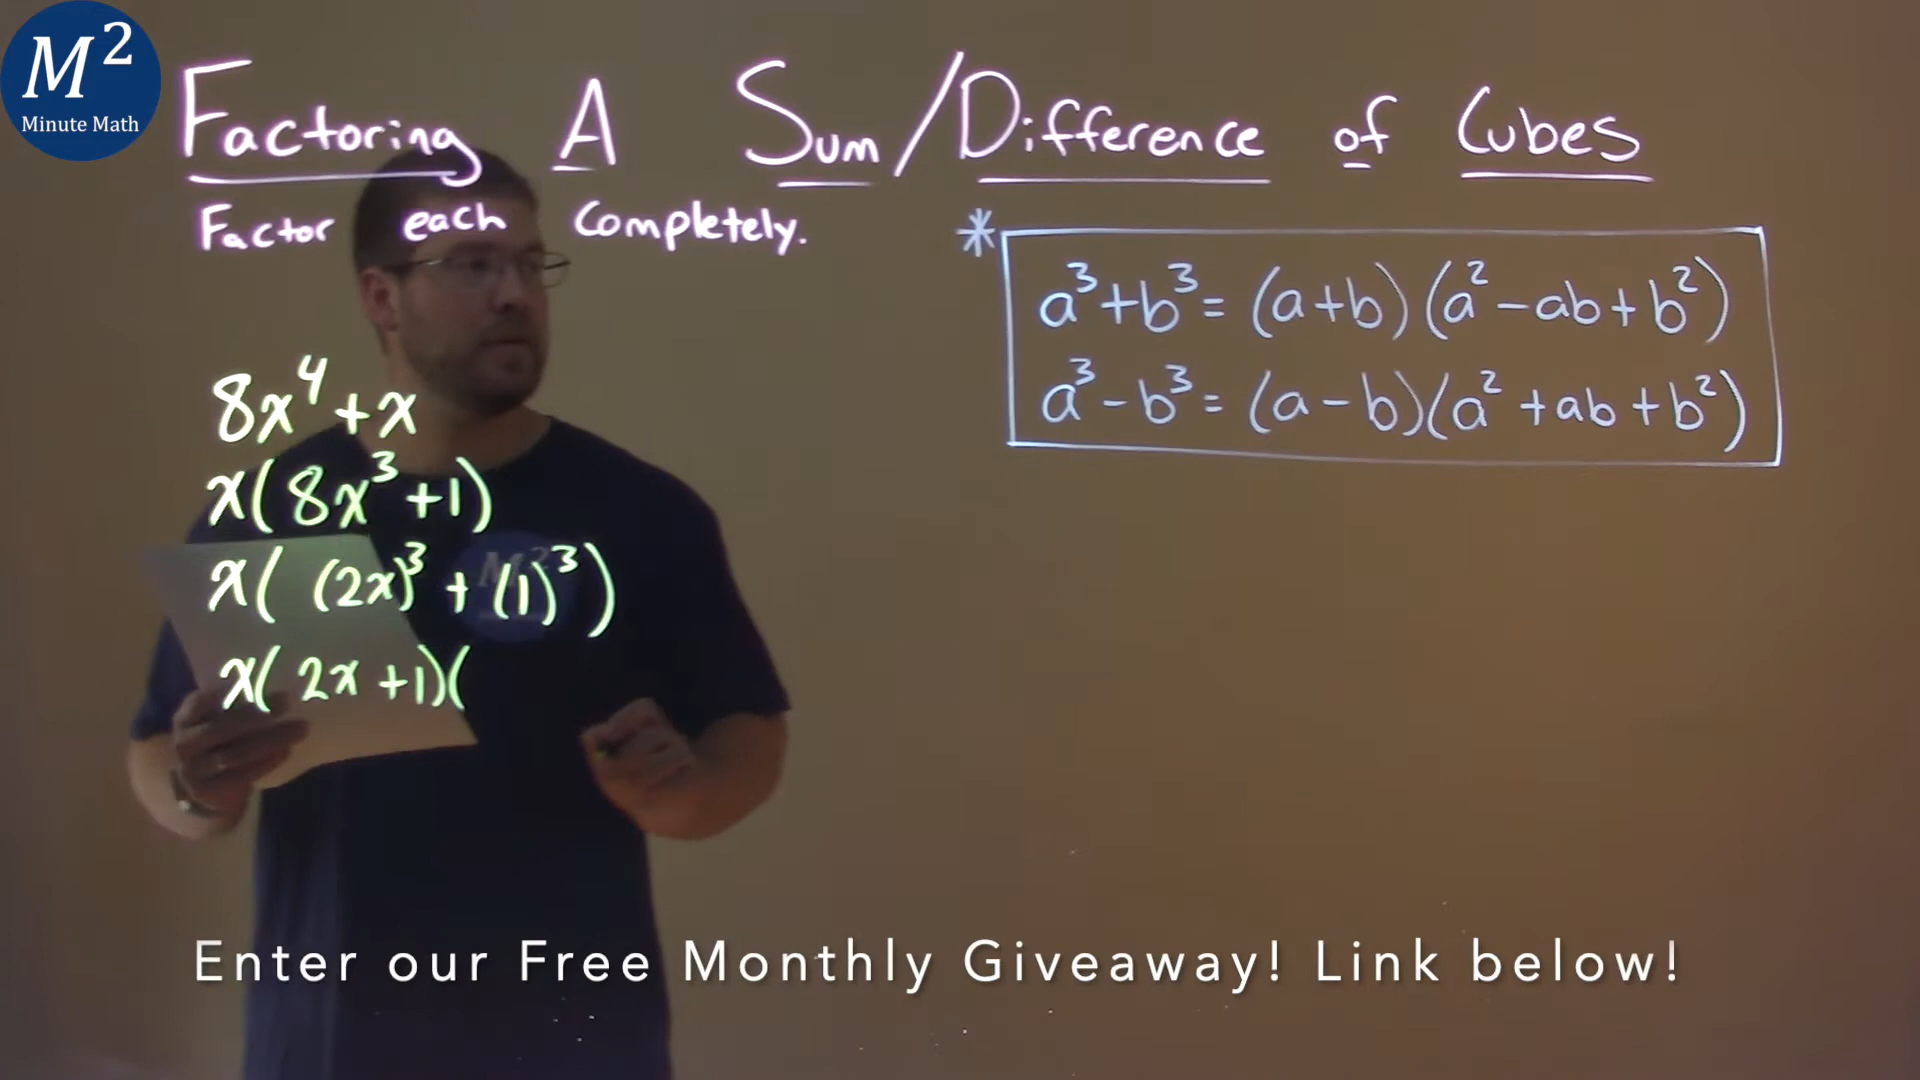 M²
Minute Math
Factoring A Sum/Difference of Cubes
Factor each completely.
*
a³+b³= (a+b)(a²-ab+b²)
a³-b³= (a-b)(a²+ab+b²)
8x⁴+x
x(8x³+1)
x((2x)³+(1)³)
x(2x+1)(
M²
Enter our Free Monthly Giveaway! Link below!